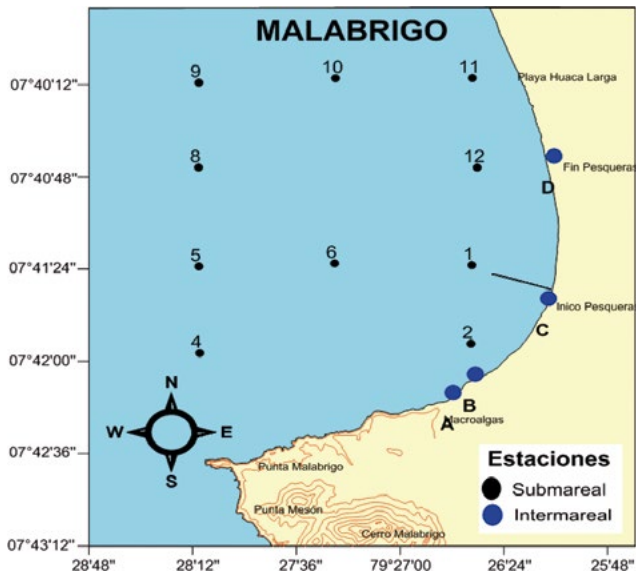 MALABRIGO
07°40'12"
9
10
11
Playa Huaca Larga
07°40'48"
8
12
Fin Pesqueras
D
07°41'24"
5
6
1
Inico Pesqueras
C
07°42'00"
4
2
N
W
E
S
B
A
Macroalgas
07°42'36"
Punta Malabrigo
Estaciones
Submareal
Intermareal
Punta Mesón
Cerro Malabrigo
07°43'12"
28'48"
28'12"
27'36"
79°27'00"
26'24"
25'48"